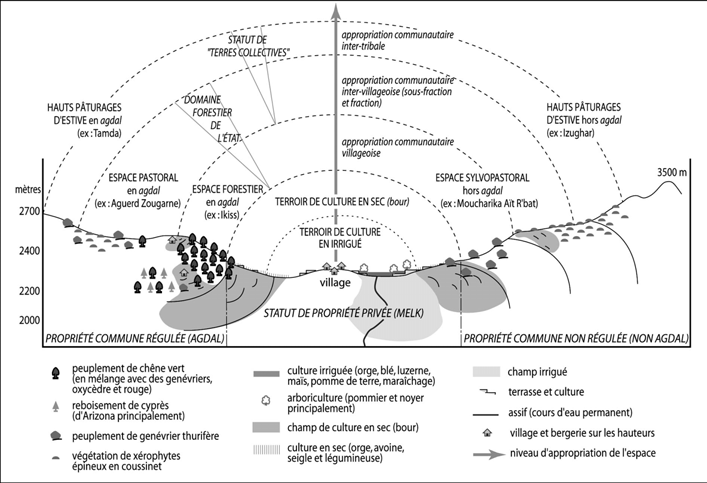 STATUT DE
"TERRES COLLECTIVES"
appropriation communautaire
inter-tribale
DOMAINE
FORESTIER
DE
L'ÉTAT
appropriation communautaire
inter-villageoise (sous-fraction
et fraction)
HAUTS PÂTURAGES
D'ESTIVE en agdal
(ex : Tamda)
HAUTS PÂTURAGES
D'ESTIVE hors agdal
(ex : Izughar)
appropriation communautaire
villageoise
ESPACE PASTORAL
en agdal
(ex : Aguerd Zougarne)
ESPACE FORESTIER
en agdal
(ex : Ikiss)
ESPACE SYLVOPASTORAL
hors agdal
(ex : Moucharika Aït R'bat)
3500 m
TERROIR DE CULTURE EN SEC (bour)
TERROIR DE CULTURE
EN IRRIGUÉ
mètres
2700
2400
2200
2000
village
STATUT DE PROPRIÉTÉ PRIVÉE (MELK)
PROPRIÉTÉ COMMUNE RÉGULÉE (AGDAL)
PROPRIÉTÉ COMMUNE NON RÉGULÉE (NON AGDAL)
peuplement de chêne vert
(en mélange avec des genévriers,
oxycèdre et rouge)
reboisement de cyprès
(d'Arizona principalement)
peuplement de genévrier thurifère
végétation de xérophytes
épineux en coussinet
culture irriguée (orge, blé, luzerne,
maïs, pomme de terre, maraîchage)
arboriculture (pommier et noyer
principalement)
champ de culture en sec (bour)
culture en sec (orge, avoine,
seigle et légumineuse)
champ irrigué
terrasse et culture
assif (cours d'eau permanent)
village et bergerie sur les hauteurs
niveau d'appropriation de l'espace